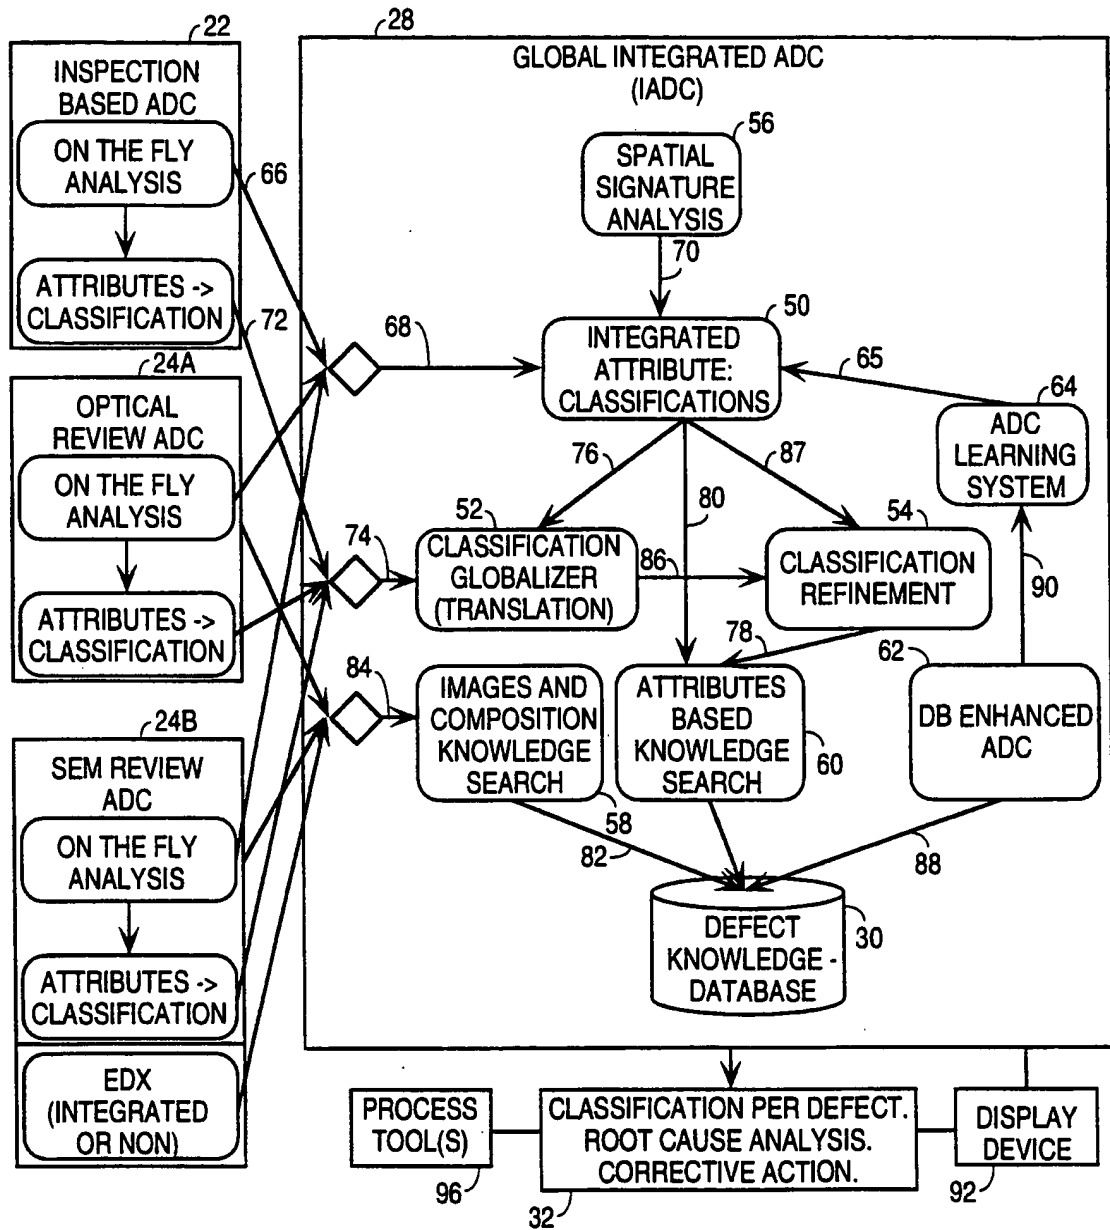 22
INSPECTION
BASED ADC
ON THE FLY
ANALYSIS
ATTRIBUTES ->
CLASSIFICATION
66
72
24A
OPTICAL
REVIEW ADC
ON THE FLY
ANALYSIS
ATTRIBUTES ->
CLASSIFICATION
24B
SEM REVIEW
ADC
ON THE FLY
ANALYSIS
ATTRIBUTES ->
CLASSIFICATION
EDX
(INTEGRATED
OR NON)
28
GLOBAL INTEGRATED ADC
(IADC)
56
SPATIAL
SIGNATURE
ANALYSIS
70
50
68
INTEGRATED
ATTRIBUTE:
CLASSIFICATIONS
65
64
ADC
LEARNING
SYSTEM
76
80
87
52
54
74
CLASSIFICATION
GLOBALIZER
(TRANSLATION)
86
CLASSIFICATION
REFINEMENT
90
78
62
84
IMAGES AND
COMPOSITION
KNOWLEDGE
SEARCH
58
ATTRIBUTES
BASED
KNOWLEDGE
SEARCH
60
DB ENHANCED
ADC
82
88
DEFECT
KNOWLEDGE -
DATABASE
30
PROCESS
TOOL(S)
96
CLASSIFICATION PER DEFECT.
ROOT CAUSE ANALYSIS.
CORRECTIVE ACTION.
32
DISPLAY
DEVICE
92